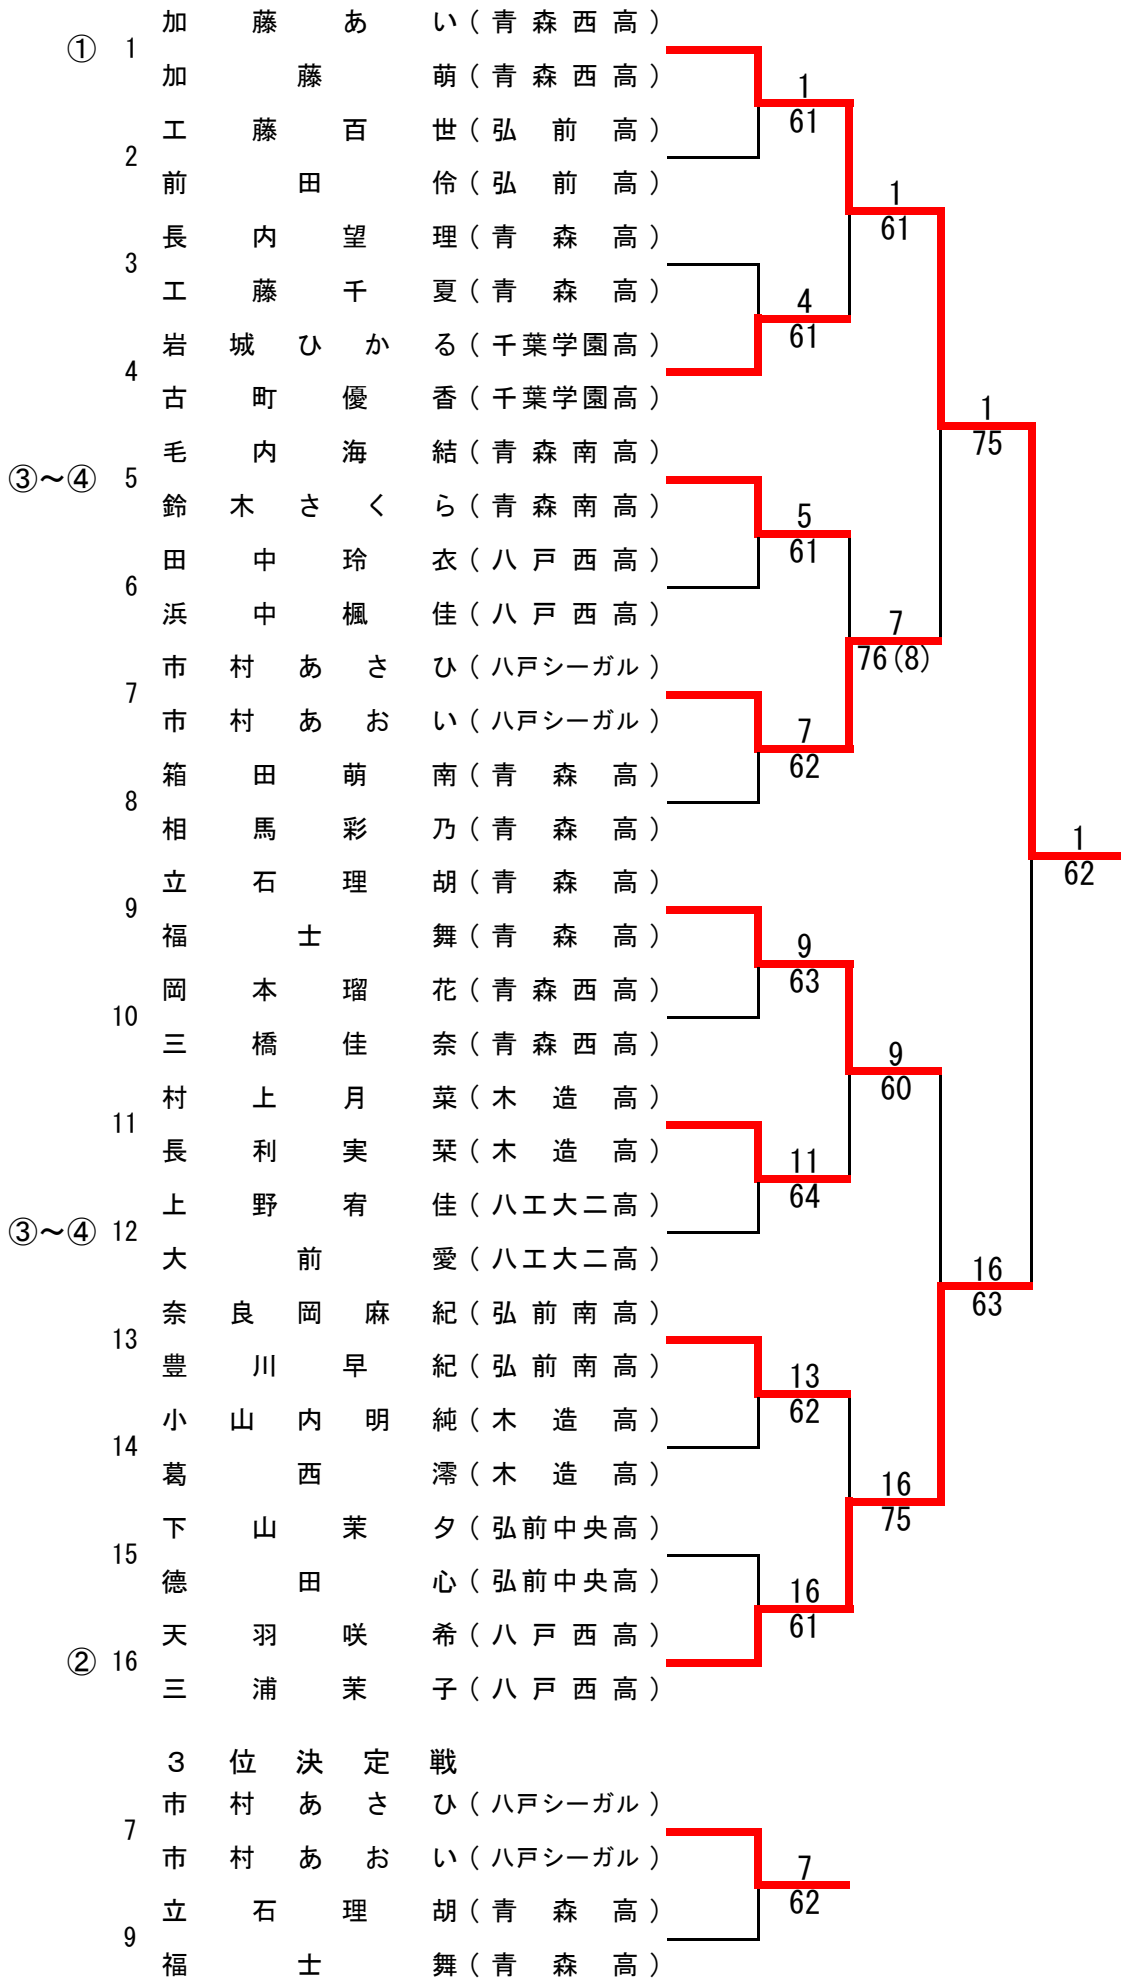 加藤あい(青森西高)
① 1
加藤萌(青森西高)
1
61
工藤百世(弘前高)
2
前田伶(弘前高)
1
61
長内望理(青森高)
3
工藤千夏(青森高)
4
61
岩城ひかる(千葉学園高)
4
古町優香(千葉学園高)
1
75
毛内海結(青森南高)
③～④ 5
鈴木さくら(青森南高)
5
61
田中玲衣(八戸西高)
6
浜中楓佳(八戸西高)
7
76(8)
市村あさひ(八戸シーガル)
7
市村あおい(八戸シーガル)
7
62
箱田萌南(青森高)
8
相馬彩乃(青森高)
1
62
立石理胡(青森高)
9
福士舞(青森高)
9
63
岡本瑠花(青森西高)
10
三橋佳奈(青森西高)
9
60
村上月菜(木造高)
11
長利実栞(木造高)
11
64
上野宥佳(八工大二高)
③～④ 12
大前愛(八工大二高)
16
63
奈良岡麻紀(弘前南高)
13
豊川早紀(弘前南高)
13
62
小山内明純(木造高)
14
葛西澪(木造高)
16
75
下山茉夕(弘前中央高)
15
德田心(弘前中央高)
16
61
天羽咲希(八戸西高)
② 16
三浦茉子(八戸西高)
３位決定戦
市村あさひ(八戸シーガル)
7
市村あおい(八戸シーガル)
7
62
立石理胡(青森高)
9
福士舞(青森高)